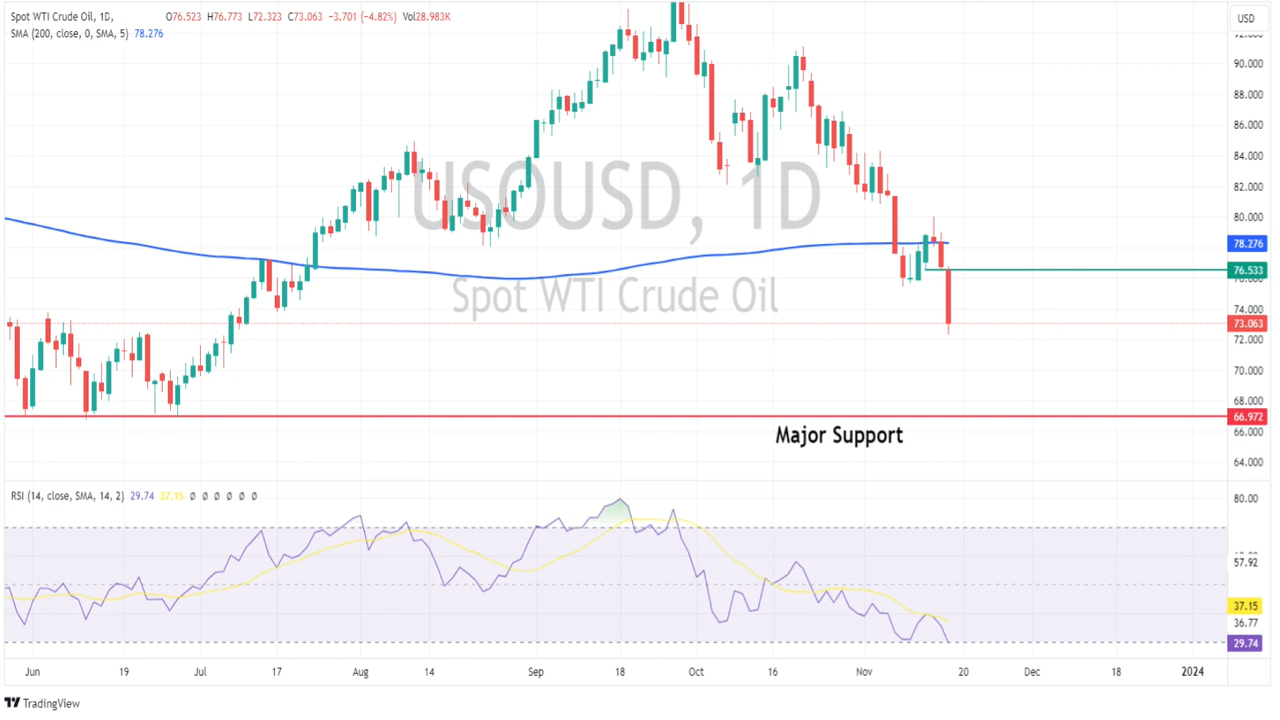 Spot WTI Crude Oil, 1D, O76.523 H76.773 L72.323 C73.063 −3.701 (−4.82%) Vol28.983K
SMA (200, close, 0, SMA, 5) 78.276
USD
92.000
90.000
88.000
86.000
84.000
82.000
80.000
78.276
76.533
74.000
73.063
72.000
70.000
68.000
66.972
66.000
64.000
USOUSD, 1D
Spot WTI Crude Oil
Major Support
RSI (14, close, SMA, 14, 2) 29.74 37.15 ∅ ∅ ∅ ∅ ∅ ∅
80.00
57.92
37.15
36.77
29.74
Jun 19 Jul 17 Aug 14 Sep 18 Oct 16 Nov 20 Dec 18 2024
TradingView